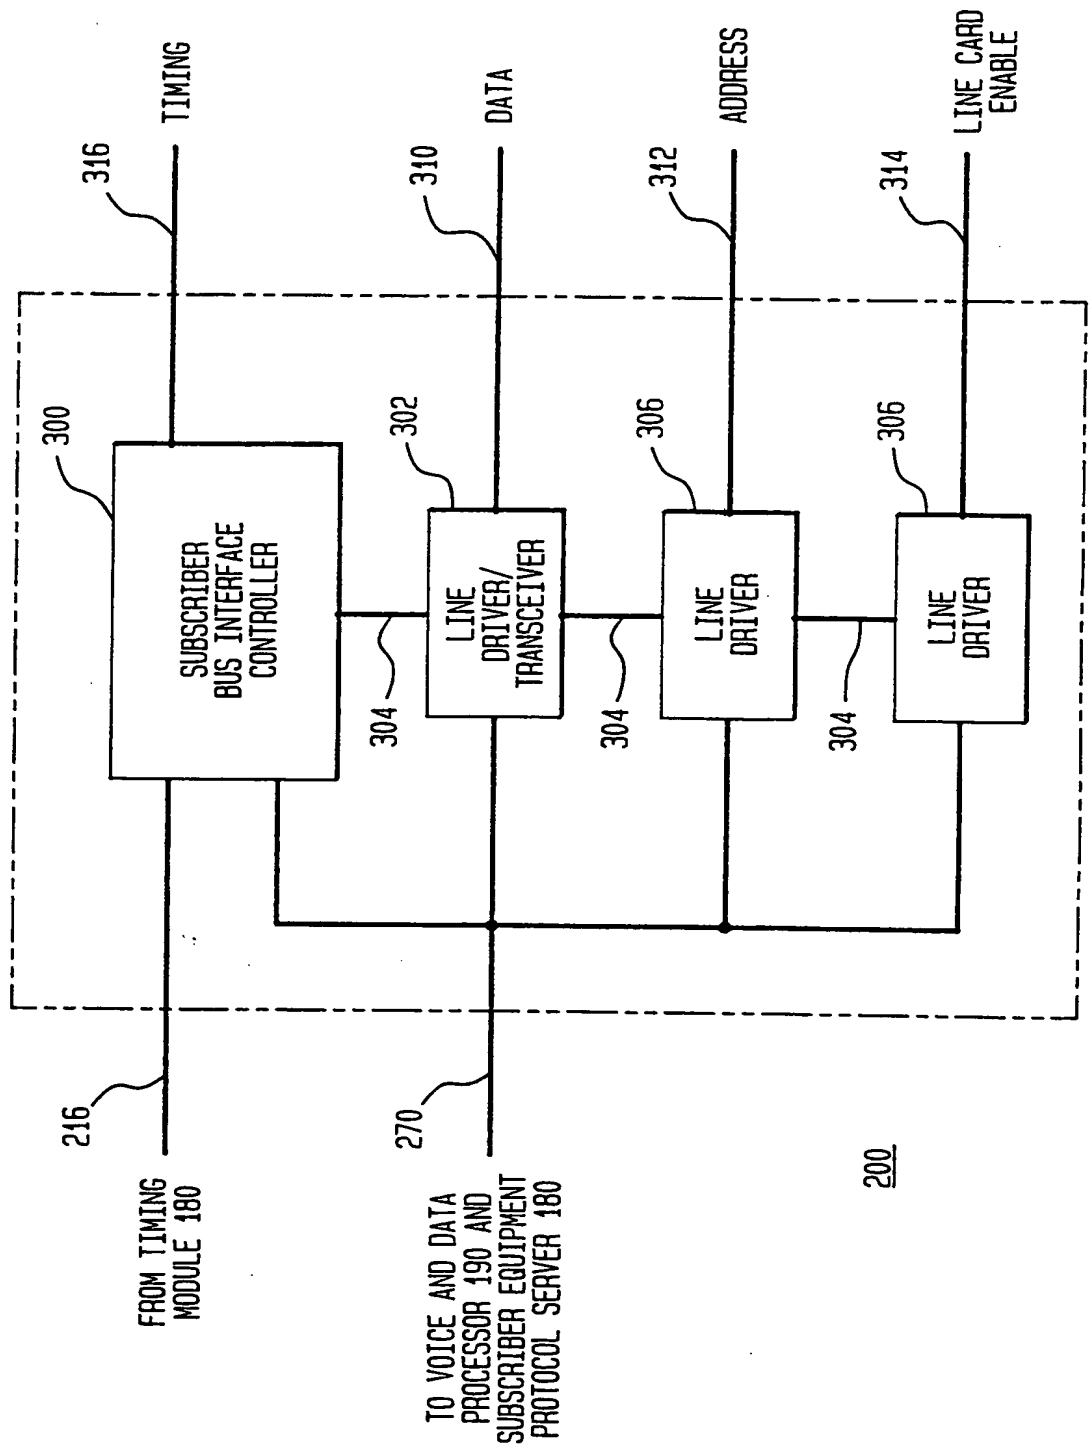 FROM TIMING
MODULE 180
216
TO VOICE AND DATA
PROCESSOR 190 AND
SUBSCRIBER EQUIPMENT
PROTOCOL SERVER 180
270
300
SUBSCRIBER
BUS INTERFACE
CONTROLLER
316
TIMING
304
302
LINE
DRIVER/
TRANSCEIVER
310
DATA
304
306
LINE
DRIVER
312
ADDRESS
304
306
LINE
DRIVER
314
LINE CARD
ENABLE
200